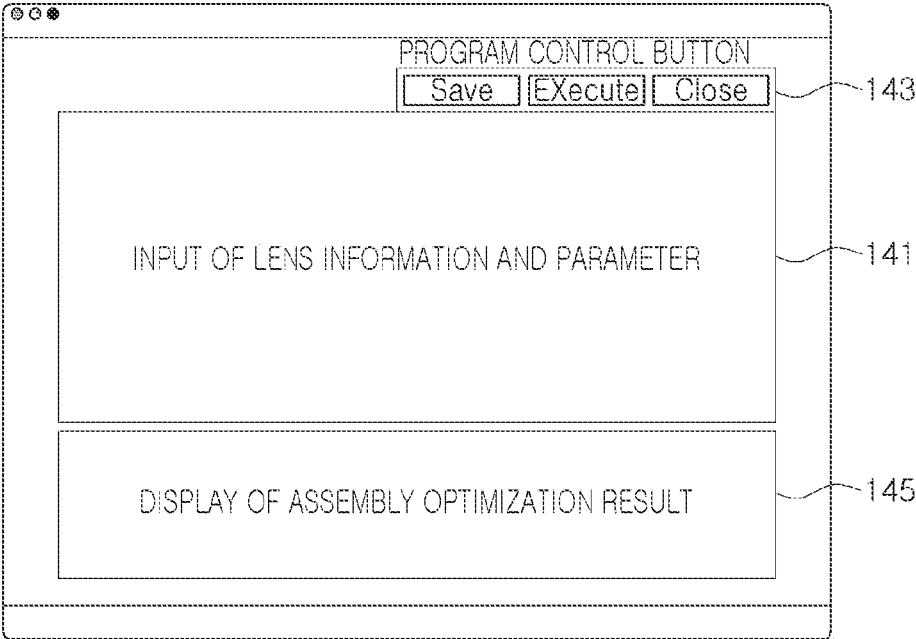 PROGRAM CONTROL BUTTON
Save EXecute Close
143
INPUT OF LENS INFORMATION AND PARAMETER
141
DISPLAY OF ASSEMBLY OPTIMIZATION RESULT
145